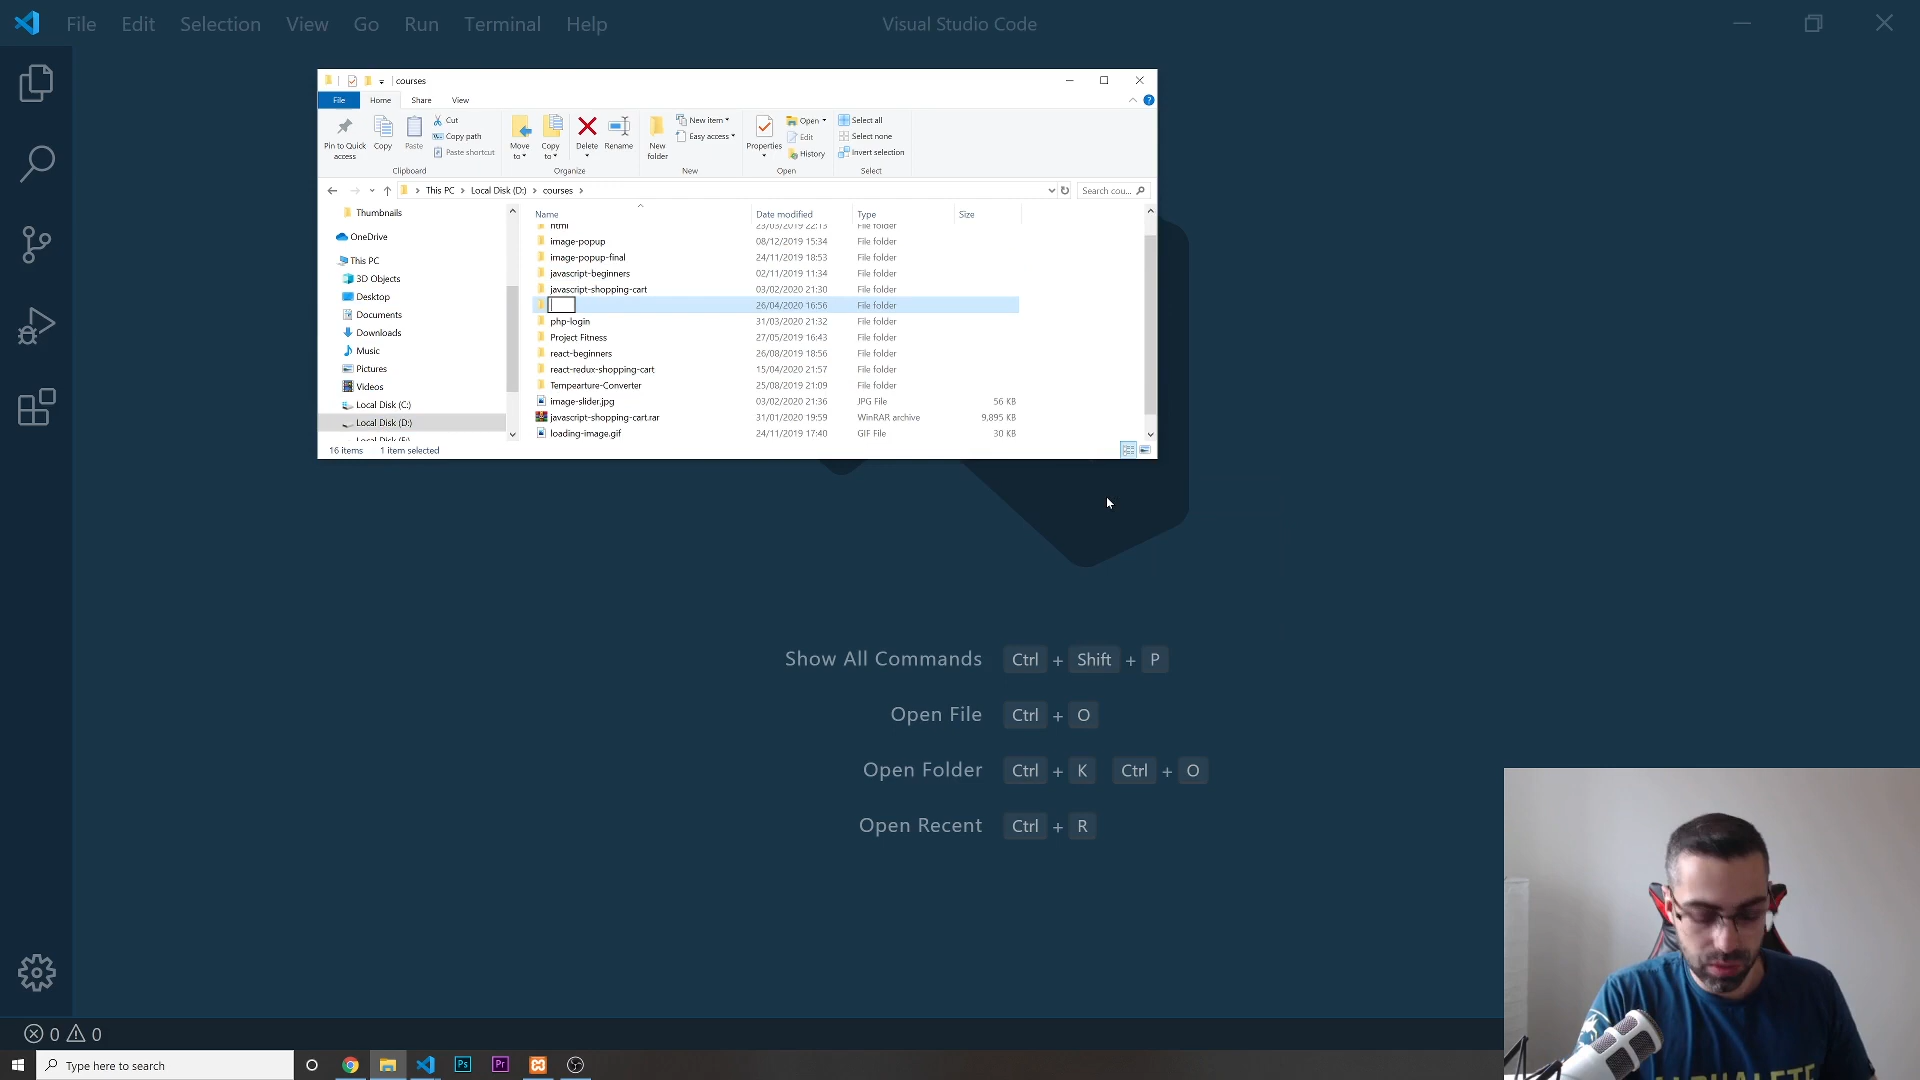 File Edit Selection View Go Run Terminal Help Visual Studio Code
courses
File Home Share View
Pin to Quick access
Copy
Paste
Cut
Copy path
Paste shortcut
Clipboard
Move to
Copy to
Delete
Rename
Organize
New folder
New item
Easy access
New
Properties
Open
Edit
History
Open
Select all
Select none
Invert selection
Select
This PC > Local Disk (D:) > courses >
Search cou...
Thumbnails
OneDrive
This PC
3D Objects
Desktop
Documents
Downloads
Music
Pictures
Videos
Local Disk (C:)
Local Disk (D:)
Name Date modified Type Size
html 23/03/2019 22:13 File folder
image-popup 08/12/2019 15:34 File folder
image-popup-final 24/11/2019 18:53 File folder
javascript-beginners 02/11/2019 11:34 File folder
javascript-shopping-cart 03/02/2020 21:30 File folder
26/04/2020 16:56 File folder
php-login 31/03/2020 21:32 File folder
Project Fitness 27/05/2019 16:43 File folder
react-beginners 26/08/2019 18:56 File folder
react-redux-shopping-cart 15/04/2020 21:57 File folder
Tempearture-Converter 25/08/2019 21:09 File folder
image-slider.jpg 03/02/2020 21:36 JPG File 56 KB
javascript-shopping-cart.rar 31/01/2020 19:59 WinRAR archive 9,895 KB
loading-image.gif 24/11/2019 17:40 GIF File 30 KB
16 items 1 item selected
Show All Commands Ctrl + Shift + P
Open File Ctrl + O
Open Folder Ctrl + K Ctrl + O
Open Recent Ctrl + R
0 0
Type here to search
Ps
Pr